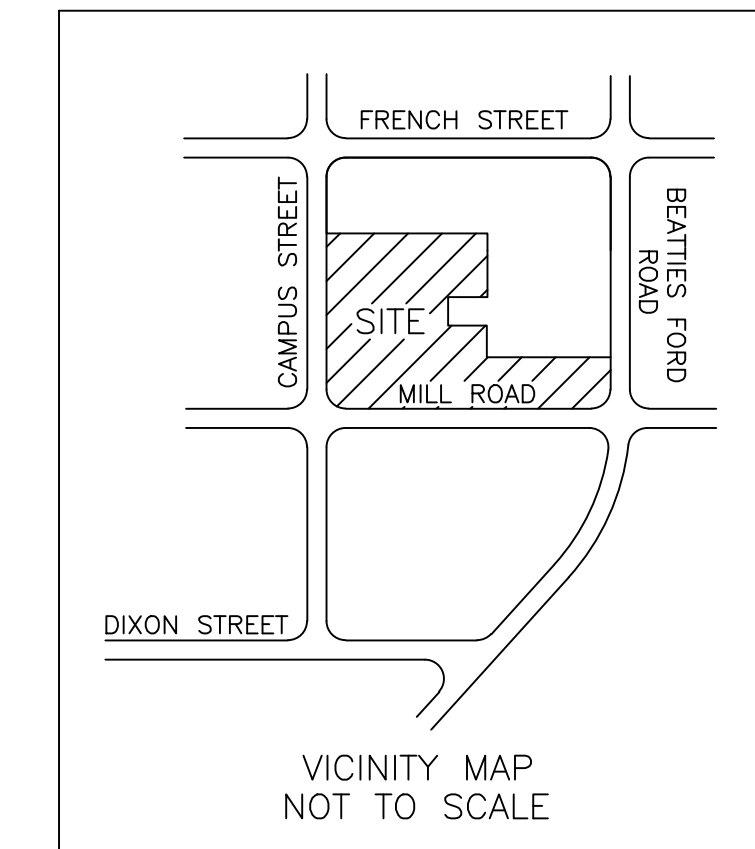 FRENCH STREET
CAMPUS STREET
BEATTIES FORD
ROAD
SITE
MILL ROAD
DIXON STREET
VICINITY MAP
NOT TO SCALE